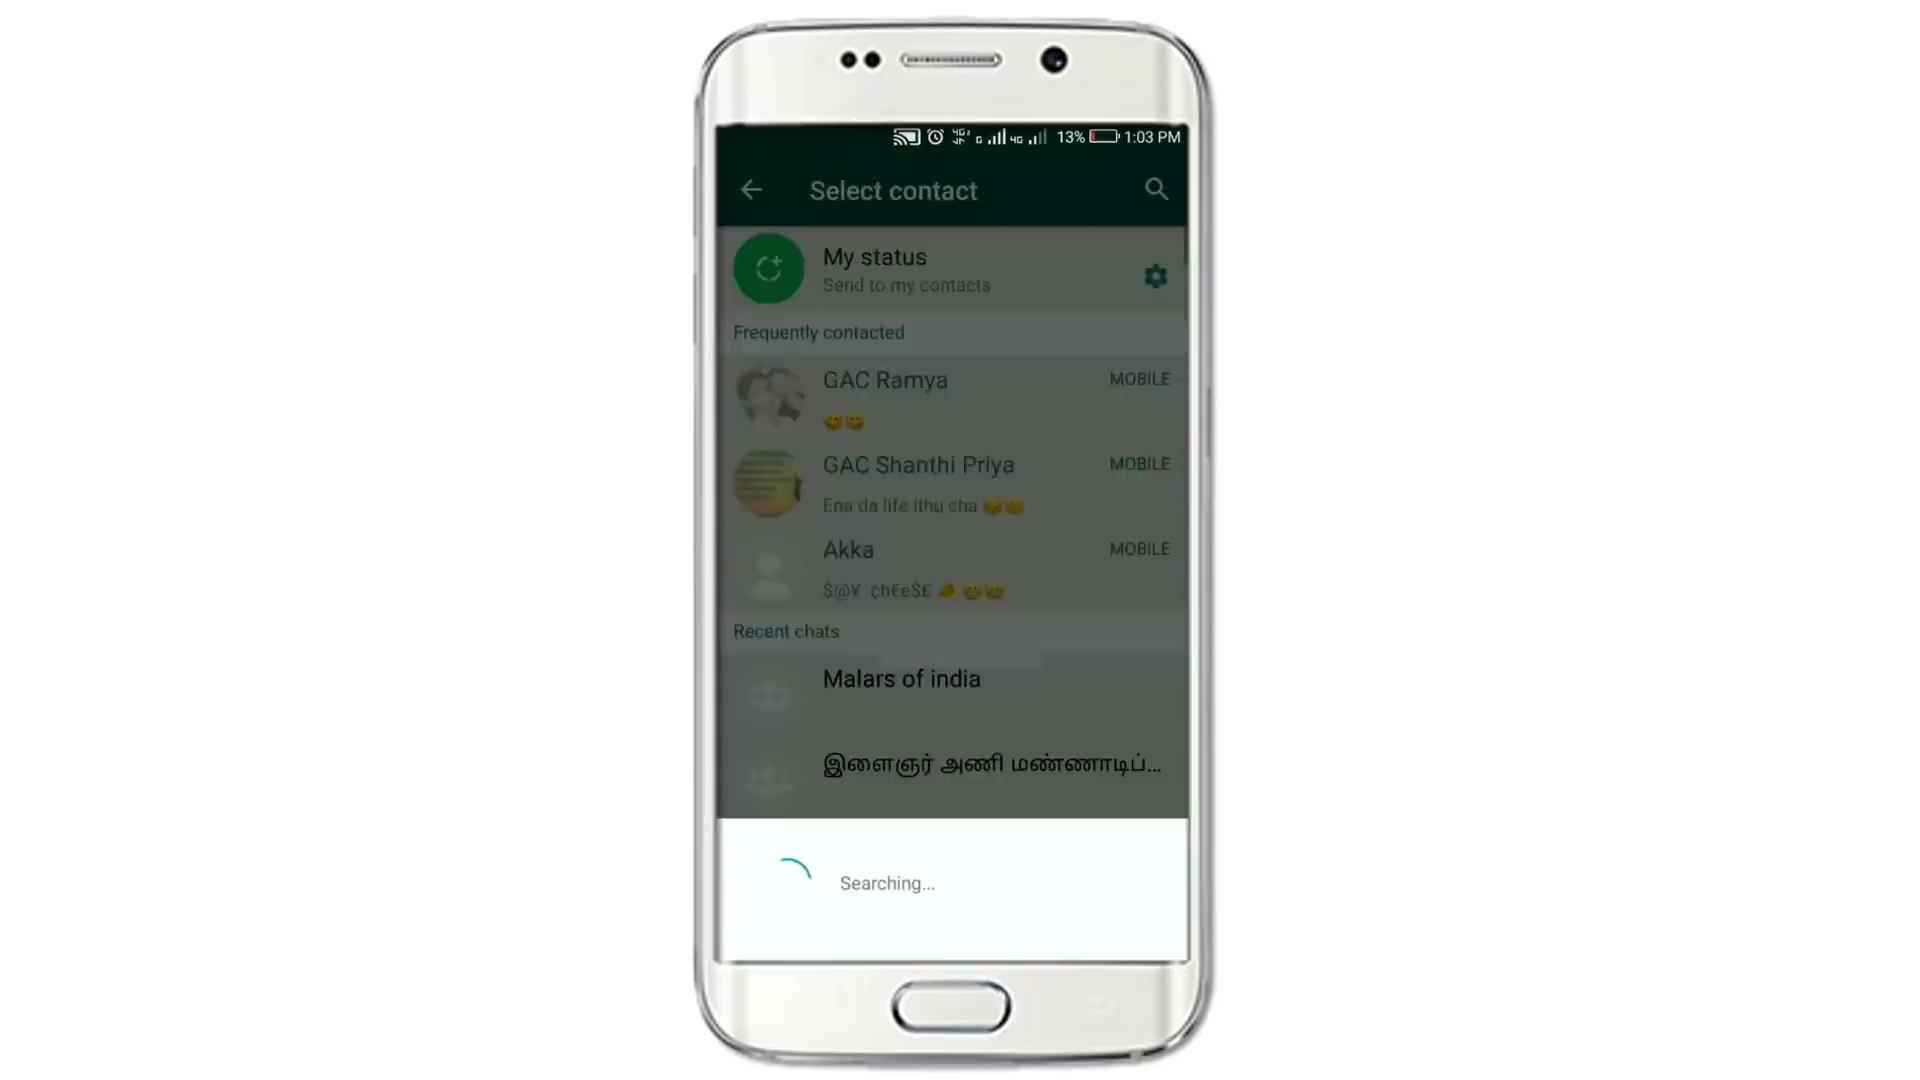 13% 1:03 PM
Select contact
My status
Send to my contacts
Frequently contacted
GAC Ramya MOBILE
😋😋
GAC Shanthi Priya MOBILE
Ena da life ithu cha
Akka MOBILE
$@¥ ¢h€e$£
Recent chats
Malars of india
இளைஞர் அணி மண்ணாடிப்...
Searching...